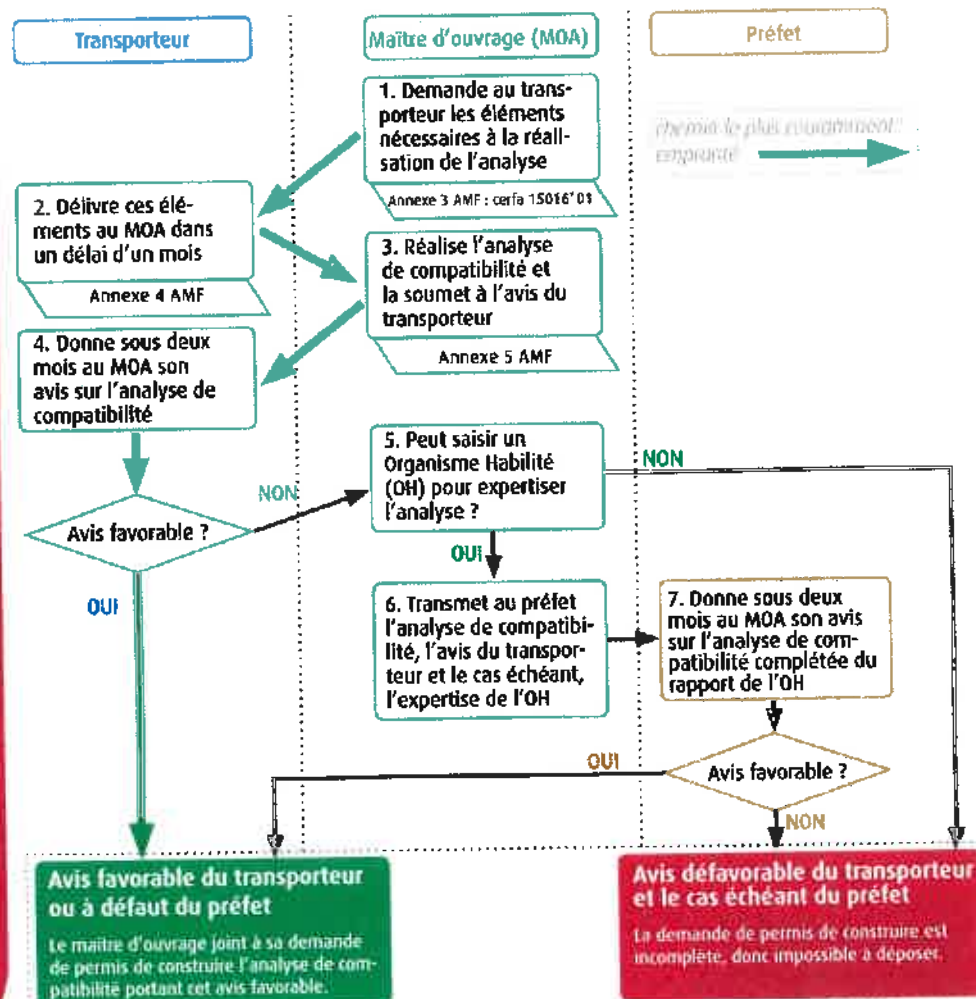 Transporteur
Maître d'ouvrage (MOA)
Préfet
1. Demande au trans-
porteur les éléments
nécessaires à la réali-
sation de l'analyse
Annexe 3 AMF : cerfa 15016*01
chemin le plus couramment
emprunté
2. Délivre ces élé-
ments au MOA dans
un délai d'un mois
Annexe 4 AMF
3. Réalise l'analyse
de compatibilité et
la soumet à l'avis du
transporteur
Annexe 5 AMF
4. Donne sous deux
mois au MOA son
avis sur l'analyse de
compatibilité
5. Peut saisir un
Organisme Habilité
(OH) pour expertiser
l'analyse ?
NON
NON
Avis favorable ?
OUI
OUI
6. Transmet au préfet
l'analyse de compatibi-
lité, l'avis du transpor-
teur et le cas échéant,
l'expertise de l'OH
7. Donne sous deux
mois au MOA son avis
sur l'analyse de com-
patibilité complétée du
rapport de l'OH
OUI
Avis favorable ?
NON
Avis favorable du transporteur
ou à défaut du préfet
Le maître d'ouvrage joint à sa demande
de permis de construire l'analyse de com-
patibilité portant cet avis favorable.
Avis défavorable du transporteur
et le cas échéant du préfet
La demande de permis de construire est
incomplète, donc impossible à déposer.